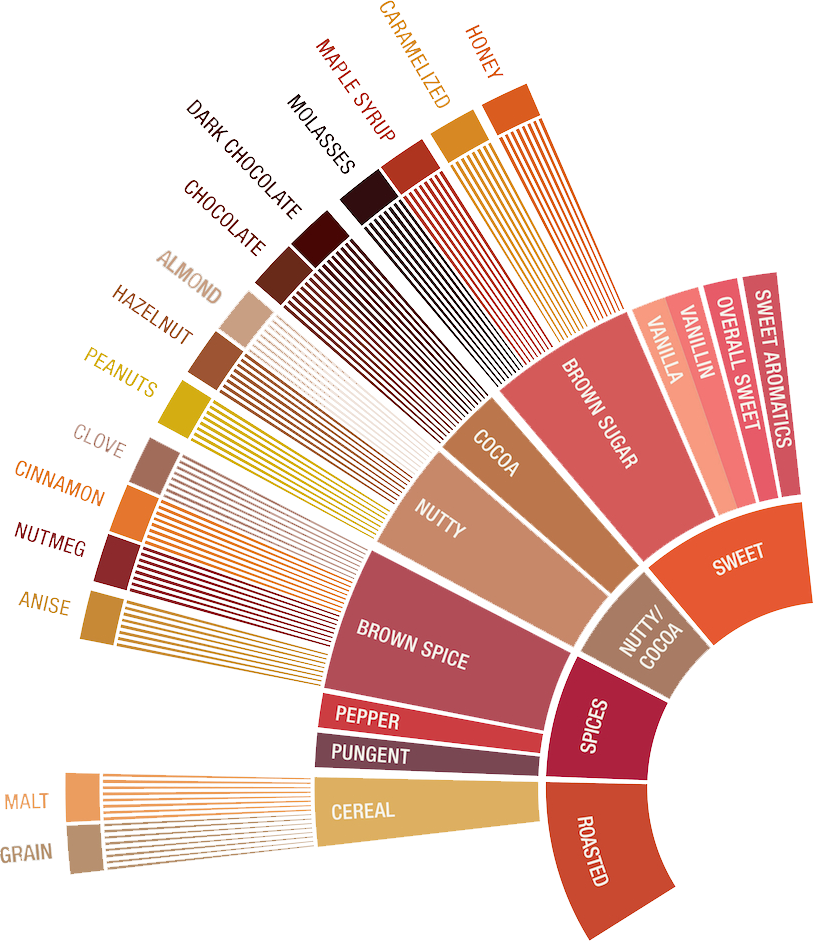 HONEY
CARAMELIZED
MAPLE SYRUP
MOLASSES
DARK CHOCOLATE
CHOCOLATE
ALMOND
HAZELNUT
PEANUTS
CLOVE
CINNAMON
NUTMEG
ANISE
MALT
GRAIN
SWEET AROMATICS
OVERALL SWEET
VANILLIN
VANILLA
BROWN SUGAR
COCOA
NUTTY
BROWN SPICE
PEPPER
PUNGENT
CEREAL
SWEET
NUTTY/
COCOA
SPICES
ROASTED